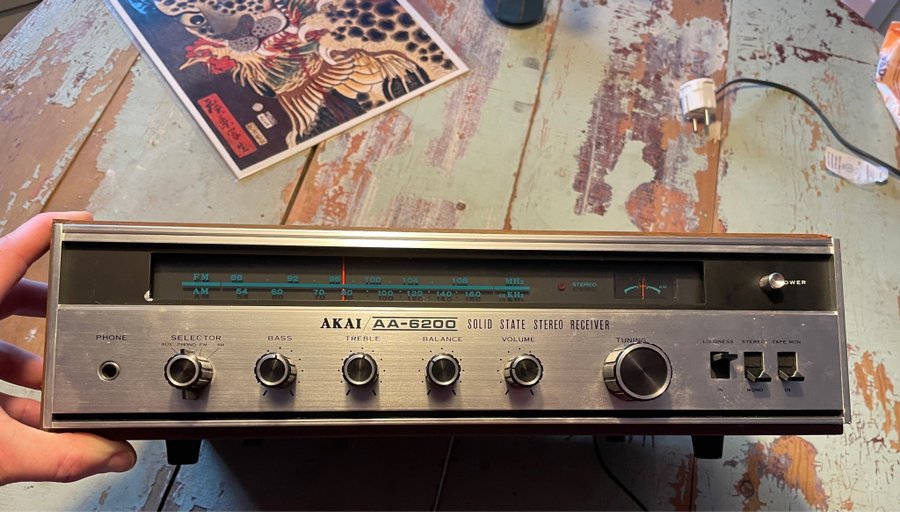 FM 88 92 96 100 104 108 MHz
AM 54 60 70 80 100 120 140 160 KHz
STEREO
POWER
AKAI AA-6200 SOLID STATE STEREO RECEIVER
PHONE
SELECTOR
AUX PHONO FM AM
BASS
TREBLE
BALANCE
VOLUME
TUNING
LOUDNESS
STEREO
TAPE MON
IN
MONO
IN